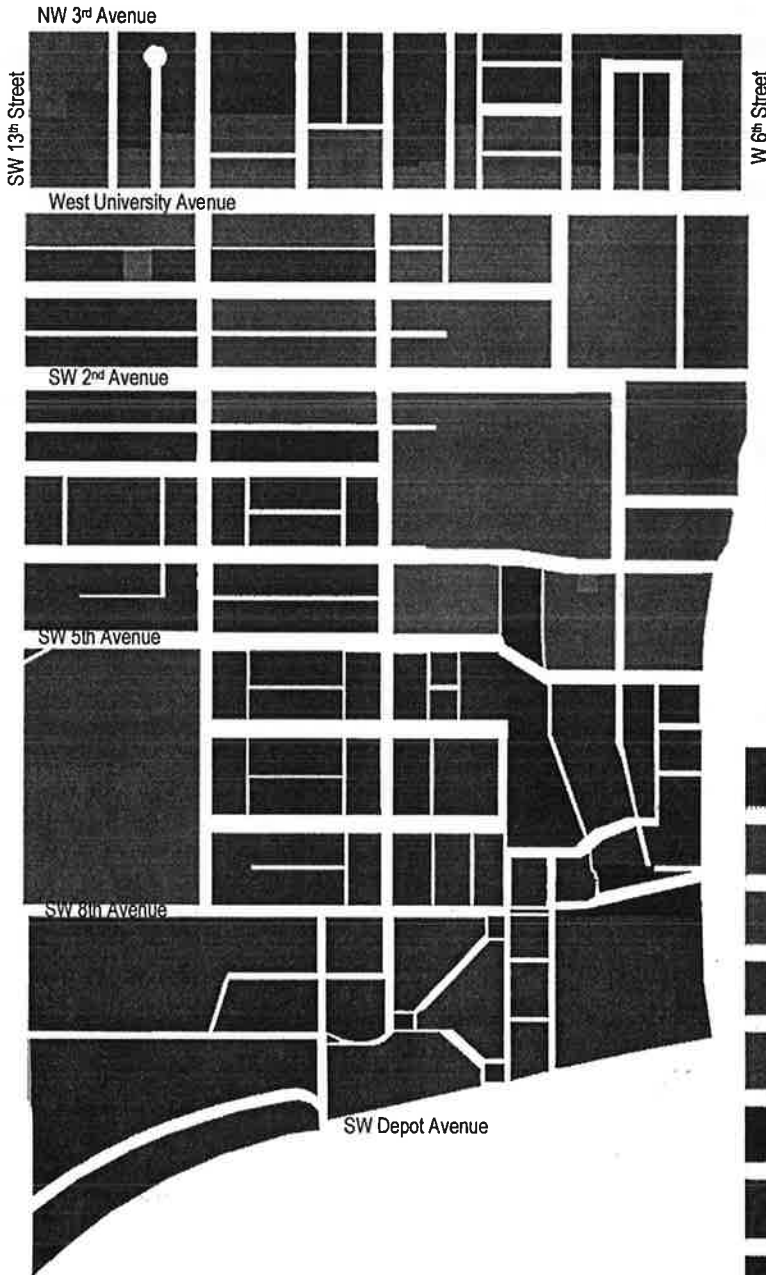 NW 3rd Avenue
SW 13th Street
W 6th Street
West University Avenue
SW 2nd Avenue
SW 5th Avenue
SW 8th Avenue
SW Depot Avenue